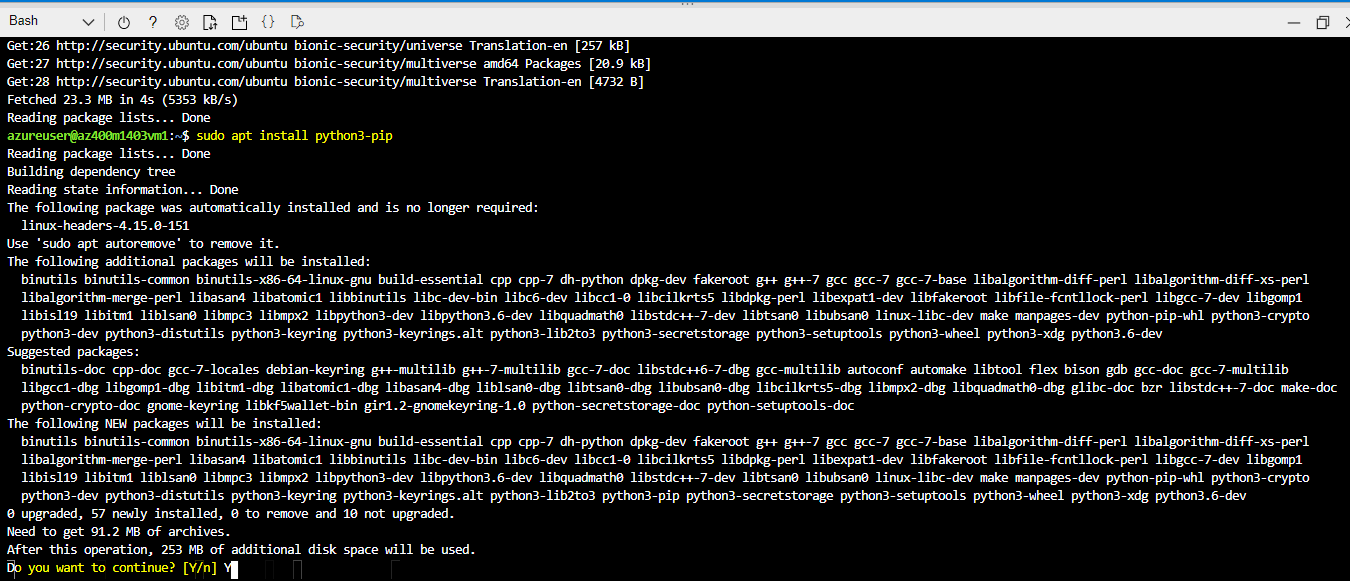 Bash
Get:26 http://security.ubuntu.com/ubuntu bionic-security/universe Translation-en [257 kB]
Get:27 http://security.ubuntu.com/ubuntu bionic-security/multiverse amd64 Packages [20.9 kB]
Get:28 http://security.ubuntu.com/ubuntu bionic-security/multiverse Translation-en [4732 B]
Fetched 23.3 MB in 4s (5353 kB/s)
Reading package lists... Done
azureuser@az400m1403vm1:~$ sudo apt install python3-pip
Reading package lists... Done
Building dependency tree
Reading state information... Done
The following package was automatically installed and is no longer required:
  linux-headers-4.15.0-151
Use 'sudo apt autoremove' to remove it.
The following additional packages will be installed:
  binutils binutils-common binutils-x86-64-linux-gnu build-essential cpp cpp-7 dh-python dpkg-dev fakeroot g++ g++-7 gcc gcc-7 gcc-7-base libalgorithm-diff-perl libalgorithm-diff-xs-perl
  libalgorithm-merge-perl libasan4 libatomic1 libbinutils libc-dev-bin libc6-dev libcc1-0 libcilkrts5 libdpkg-perl libexpat1-dev libfakeroot libfile-fcntllock-perl libgcc-7-dev libgomp1
  libisl19 libitm1 liblsan0 libmpc3 libmpx2 libpython3-dev libpython3.6-dev libquadmath0 libstdc++-7-dev libtsan0 libubsan0 linux-libc-dev make manpages-dev python-pip-whl python3-crypto
  python3-dev python3-distutils python3-keyring python3-keyrings.alt python3-lib2to3 python3-secretstorage python3-setuptools python3-wheel python3-xdg python3.6-dev
Suggested packages:
  binutils-doc cpp-doc gcc-7-locales debian-keyring g++-multilib g++-7-multilib gcc-7-doc libstdc++6-7-dbg gcc-multilib autoconf automake libtool flex bison gdb gcc-doc gcc-7-multilib
  libgcc1-dbg libgomp1-dbg libitm1-dbg libatomic1-dbg libasan4-dbg liblsan0-dbg libtsan0-dbg libubsan0-dbg libcilkrts5-dbg libmpx2-dbg libquadmath0-dbg glibc-doc bzr libstdc++-7-doc make-doc
  python-crypto-doc gnome-keyring libkf5wallet-bin gir1.2-gnomekeyring-1.0 python-secretstorage-doc python-setuptools-doc
The following NEW packages will be installed:
  binutils binutils-common binutils-x86-64-linux-gnu build-essential cpp cpp-7 dh-python dpkg-dev fakeroot g++ g++-7 gcc gcc-7 gcc-7-base libalgorithm-diff-perl libalgorithm-diff-xs-perl
  libalgorithm-merge-perl libasan4 libatomic1 libbinutils libc-dev-bin libc6-dev libcc1-0 libcilkrts5 libdpkg-perl libexpat1-dev libfakeroot libfile-fcntllock-perl libgcc-7-dev libgomp1
  libisl19 libitm1 liblsan0 libmpc3 libmpx2 libpython3-dev libpython3.6-dev libquadmath0 libstdc++-7-dev libtsan0 libubsan0 linux-libc-dev make manpages-dev python-pip-whl python3-crypto
  python3-dev python3-distutils python3-keyring python3-keyrings.alt python3-lib2to3 python3-pip python3-secretstorage python3-setuptools python3-wheel python3-xdg python3.6-dev
0 upgraded, 57 newly installed, 0 to remove and 10 not upgraded.
Need to get 91.2 MB of archives.
After this operation, 253 MB of additional disk space will be used.
Do you want to continue? [Y/n] Y